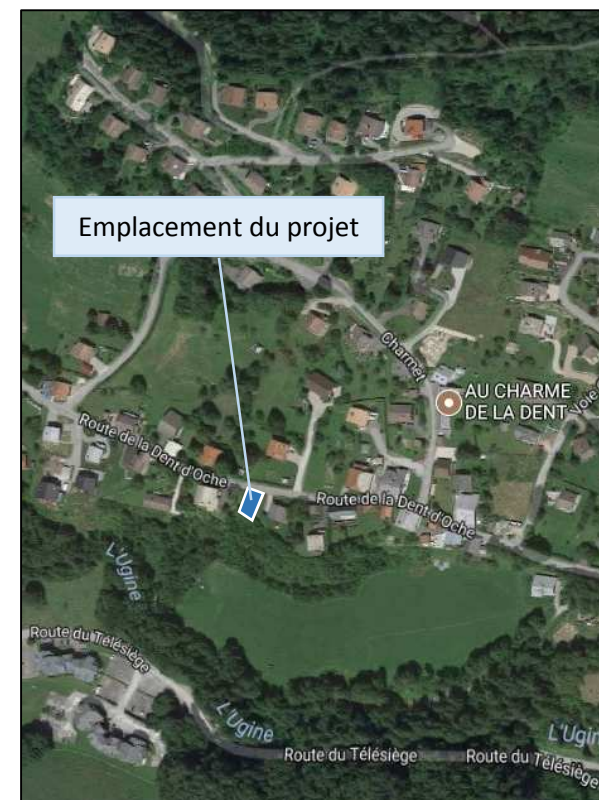 Emplacement du projet
Charmet
AU CHARME
DE LA DENT
Voie
Route de la Dent d'Oche
Route de la Dent d'Oche
L'Ugine
Route du Télésiège
L'Ugine
L'Ugin
Route du Télésiège
Route du Télésiège